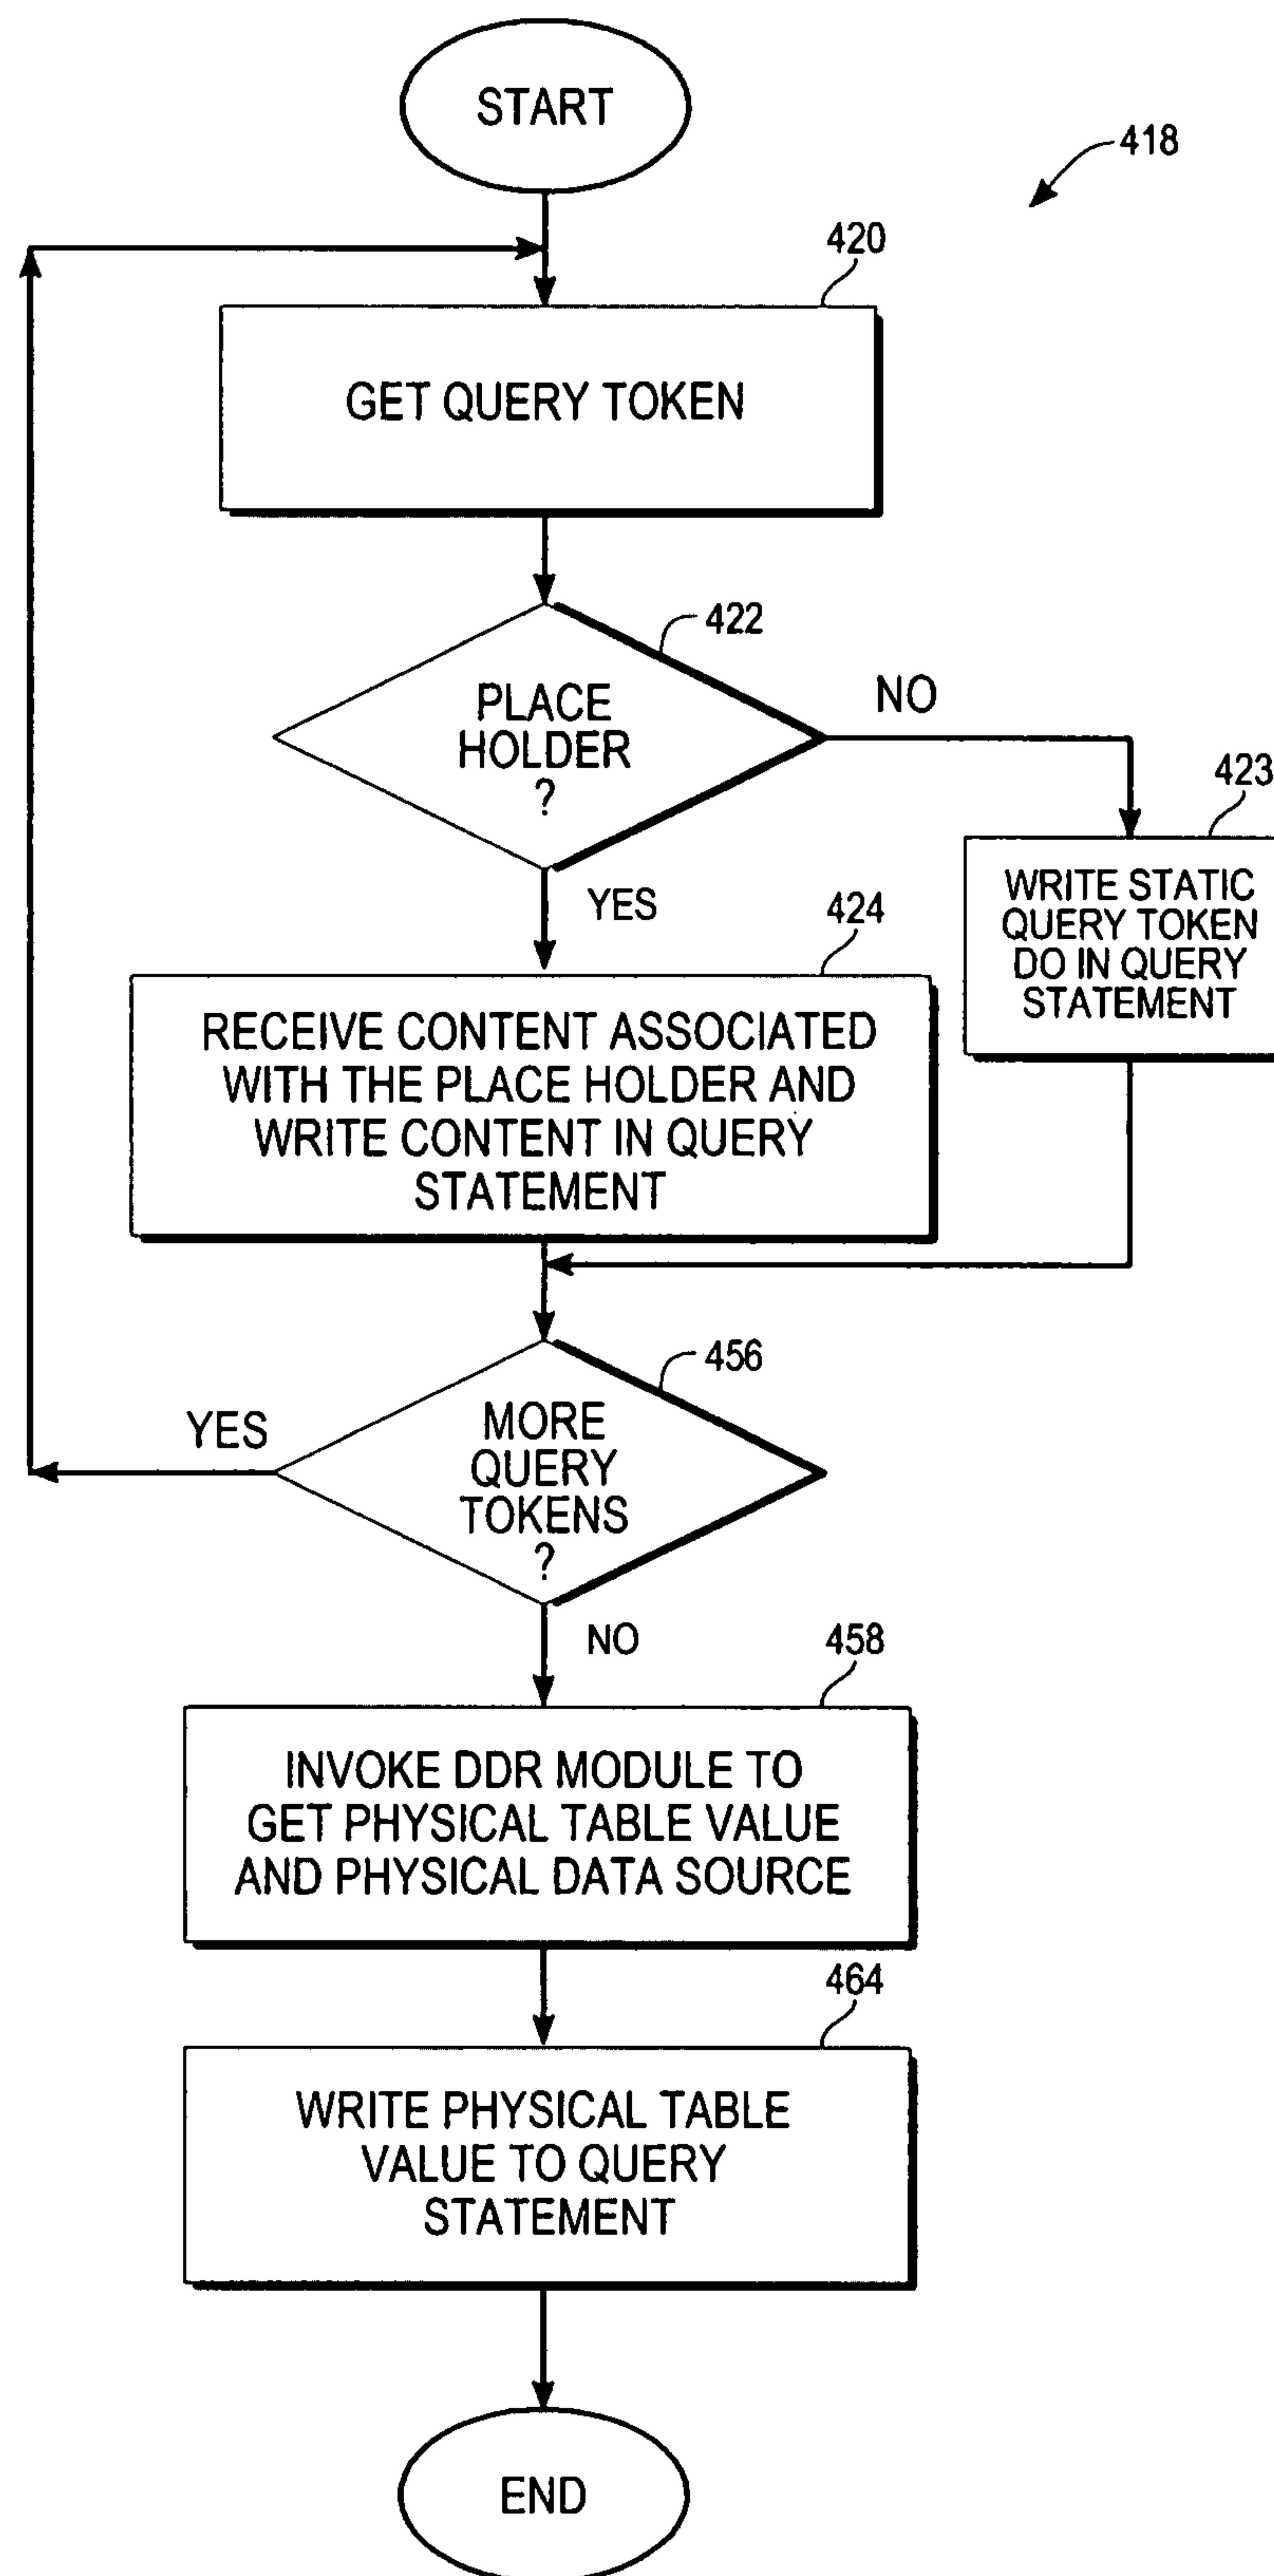 START
418
420
GET QUERY TOKEN
422
PLACE
HOLDER
?
NO
423
WRITE STATIC
QUERY TOKEN
DO IN QUERY
STATEMENT
YES
424
RECEIVE CONTENT ASSOCIATED
WITH THE PLACE HOLDER AND
WRITE CONTENT IN QUERY
STATEMENT
456
YES
MORE
QUERY
TOKENS
?
NO
458
INVOKE DDR MODULE TO
GET PHYSICAL TABLE VALUE
AND PHYSICAL DATA SOURCE
464
WRITE PHYSICAL TABLE
VALUE TO QUERY
STATEMENT
END